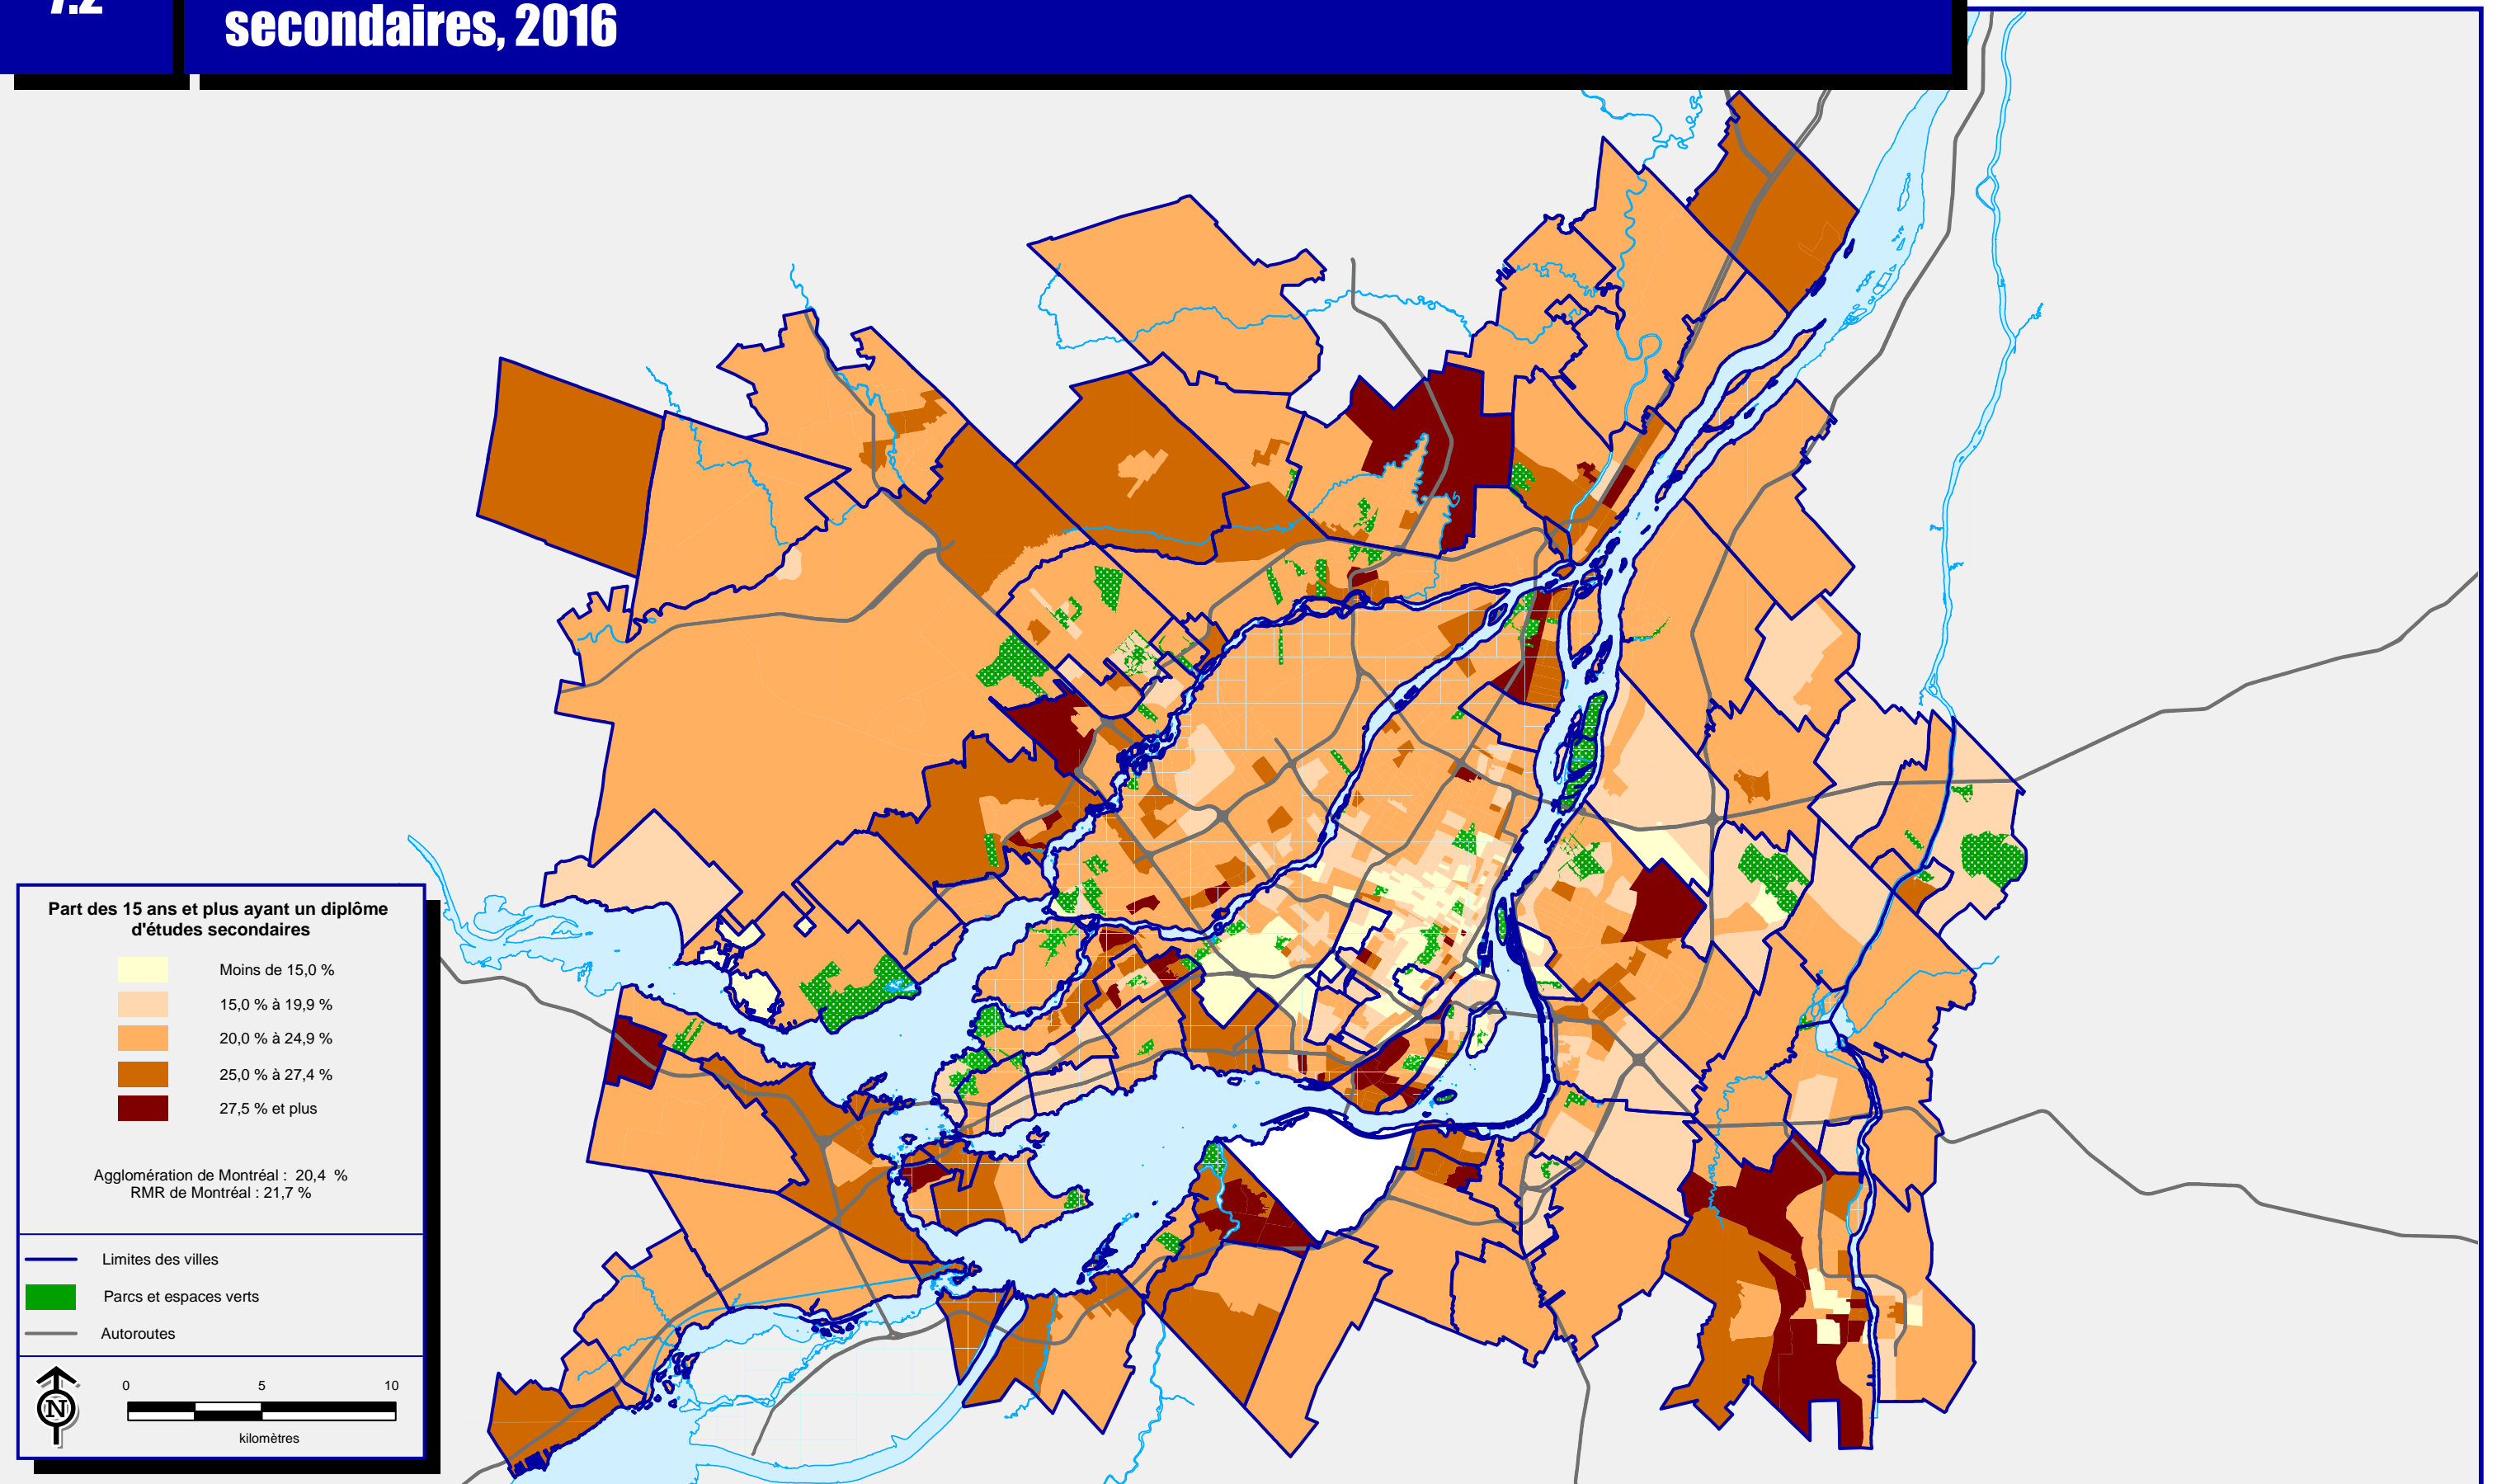 7.2
secondaires, 2016
Part des 15 ans et plus ayant un diplôme
d'études secondaires
Moins de 15,0 %
15,0 % à 19,9 %
20,0 % à 24,9 %
25,0 % à 27,4 %
27,5 % et plus
Agglomération de Montréal : 20,4 %
RMR de Montréal : 21,7 %
Limites des villes
Parcs et espaces verts
Autoroutes
N
0 5 10
kilomètres